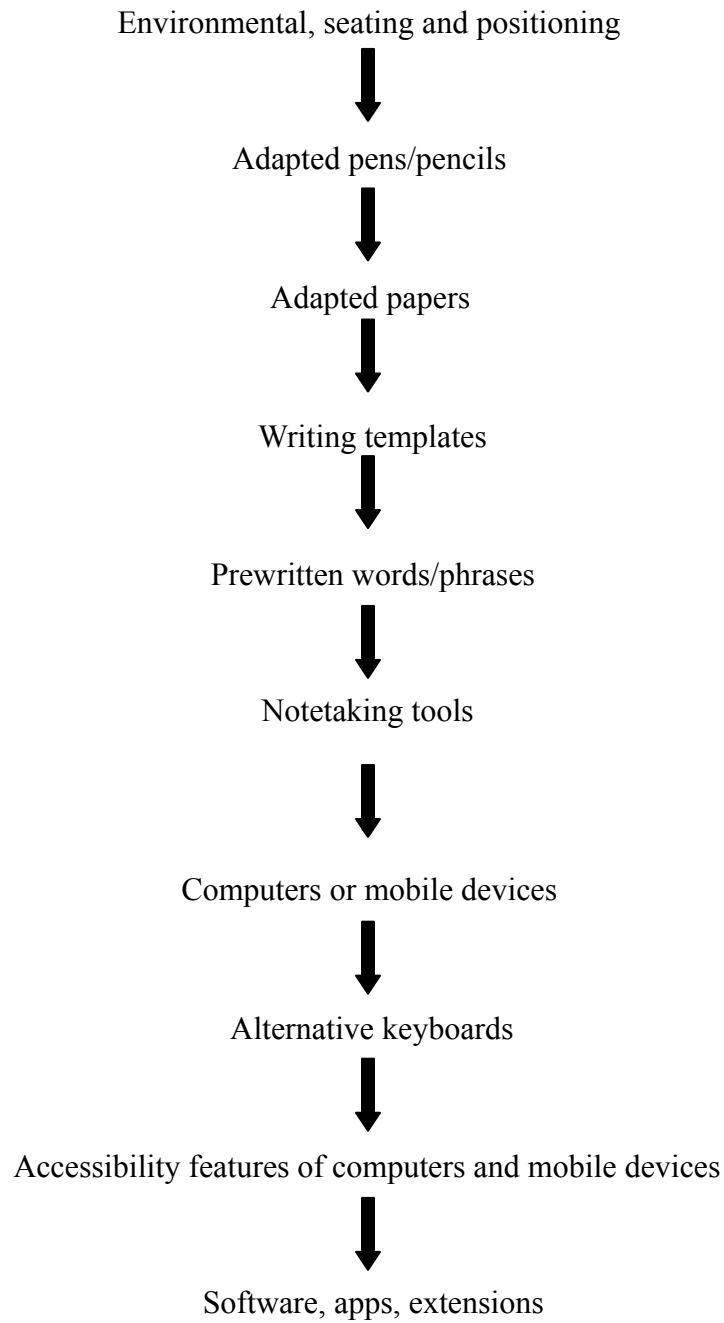 Environmental, seating and positioning
Adapted pens/pencils
Adapted papers
Writing templates
Prewritten words/phrases
Notetaking tools
Computers or mobile devices
Alternative keyboards
Accessibility features of computers and mobile devices
Software, apps, extensions